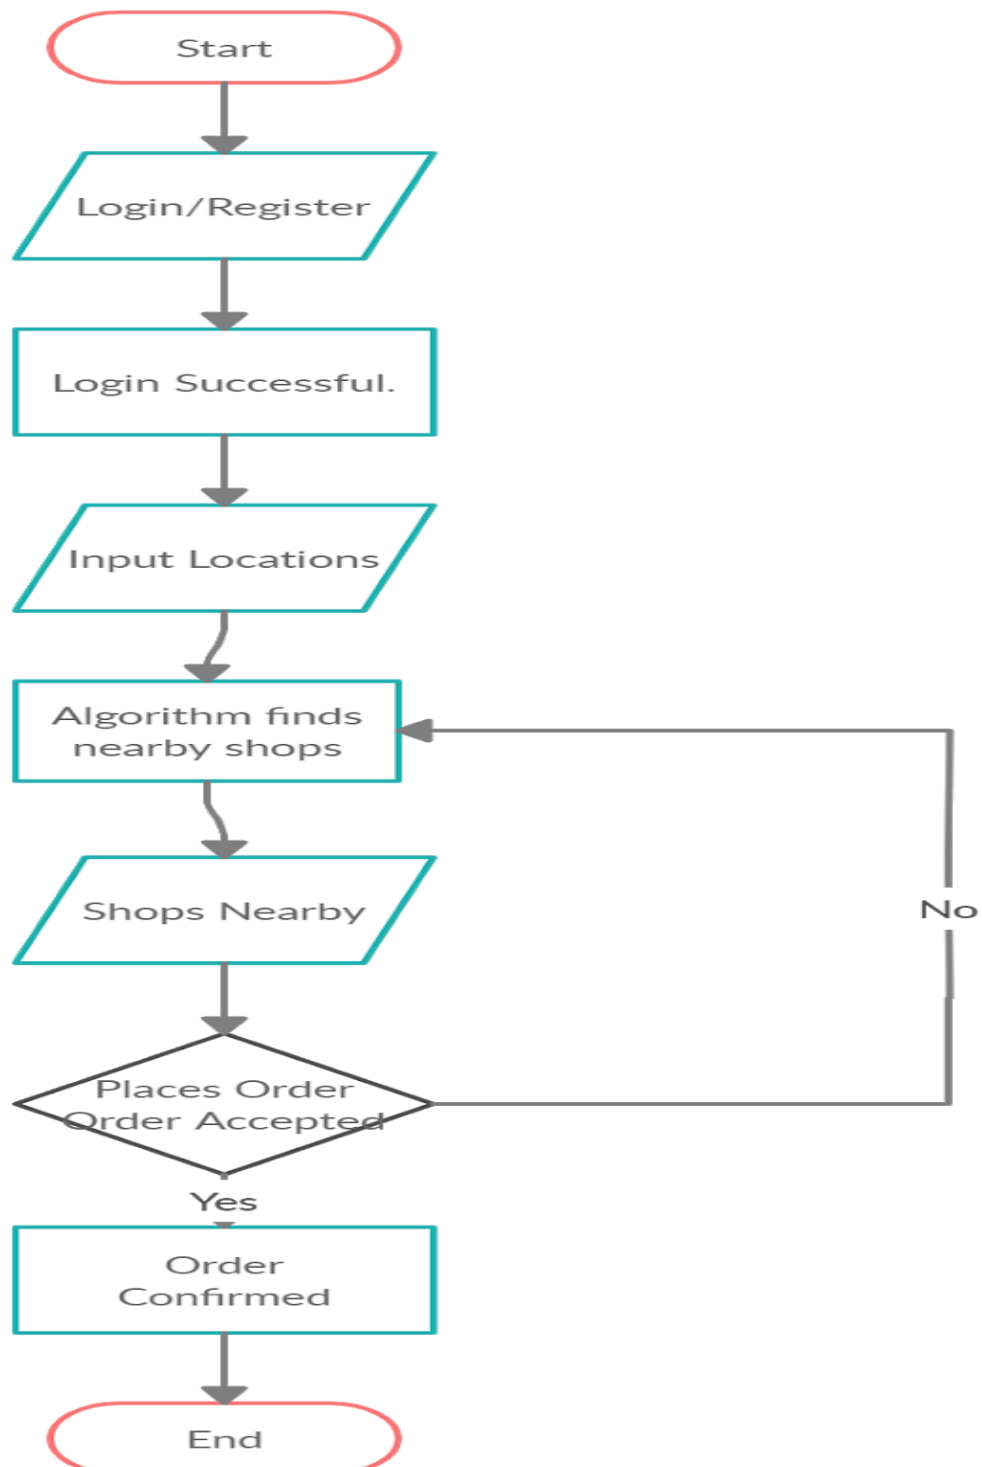 Start
Login/Register
Login Successful.
Input Locations
Algorithm finds
nearby shops
Shops Nearby
No
Places Order
Order Accepted
Yes
Order
Confirmed
End